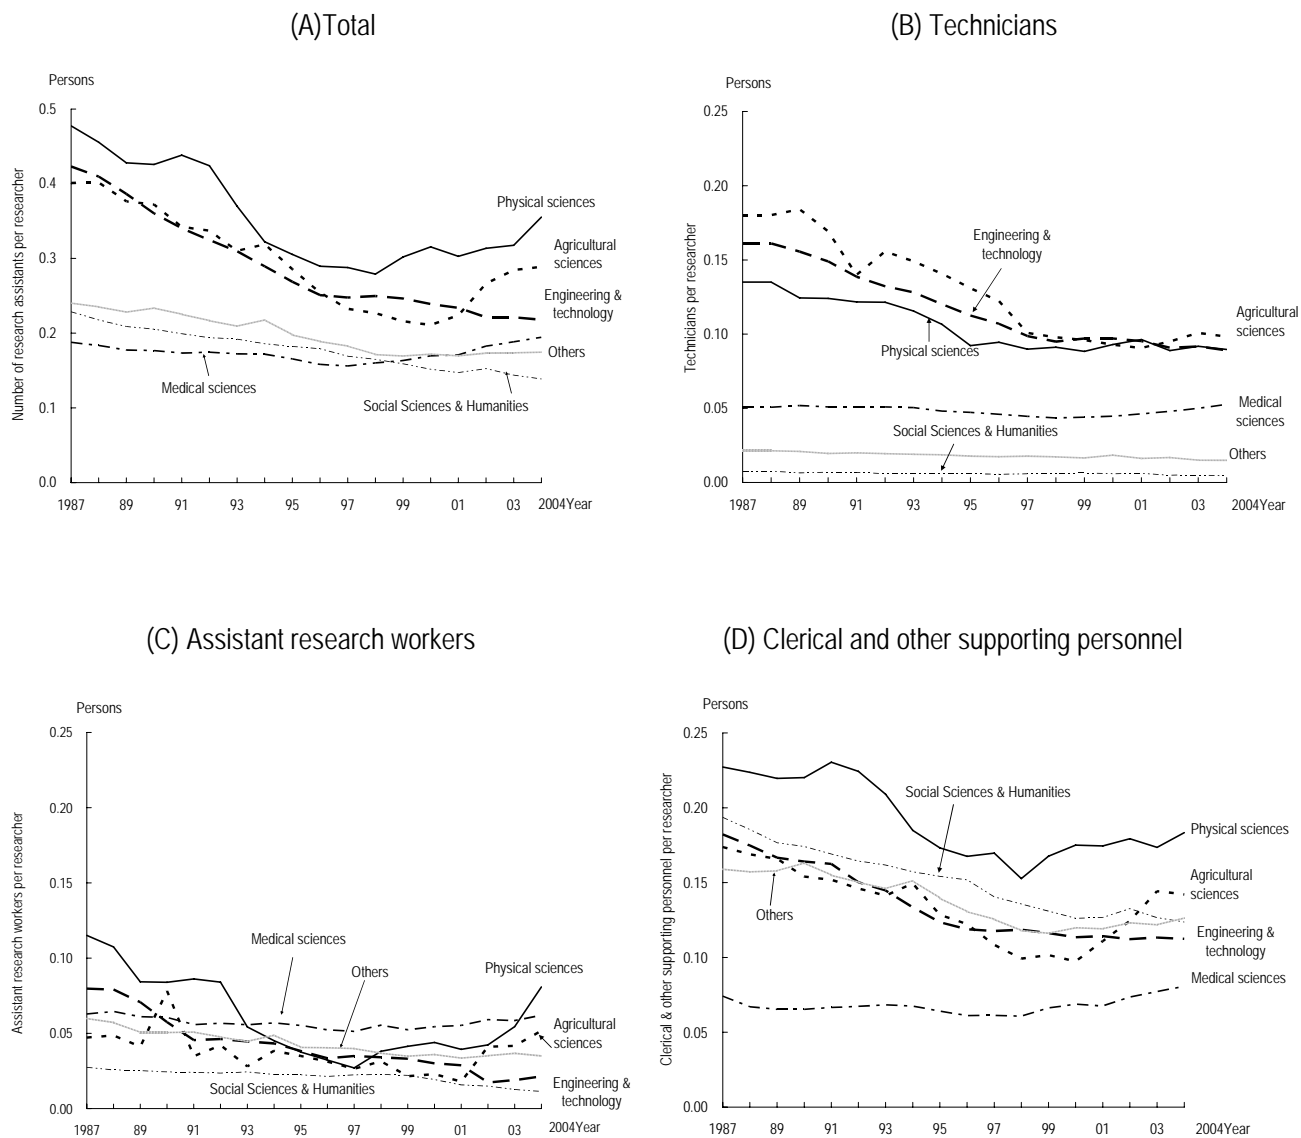 (A)Total
Persons
Number of research assistants per researcher
0.5
0.4
0.3
0.2
0.1
0.0
1987
89
91
93
95
97
99
01
03
2004Year
Physical sciences
Agricultural
sciences
Engineering &
technology
Others
Medical sciences
Social Sciences & Humanities
(B) Technicians
Persons
Technicians per researcher
0.25
0.20
0.15
0.10
0.05
0.00
1987
89
91
93
95
97
99
01
03
2004Year
Engineering &
technology
Physical sciences
Agricultural
sciences
Medical
sciences
Social Sciences & Humanities
Others
(C) Assistant research workers
Persons
Assistant research workers per researcher
0.25
0.20
0.15
0.10
0.05
0.00
1987
89
91
93
95
97
99
01
03
2004Year
Medical sciences
Others
Physical sciences
Agricultural
sciences
Social Sciences & Humanities
Engineering &
technology
(D) Clerical and other supporting personnel
Persons
Clerical & other supporting personnel per researcher
0.25
0.20
0.15
0.10
0.05
0.00
1987
89
91
93
95
97
99
01
03
2004Year
Social Sciences & Humanities
Physical sciences
Agricultural
sciences
Others
Engineering &
technology
Medical sciences